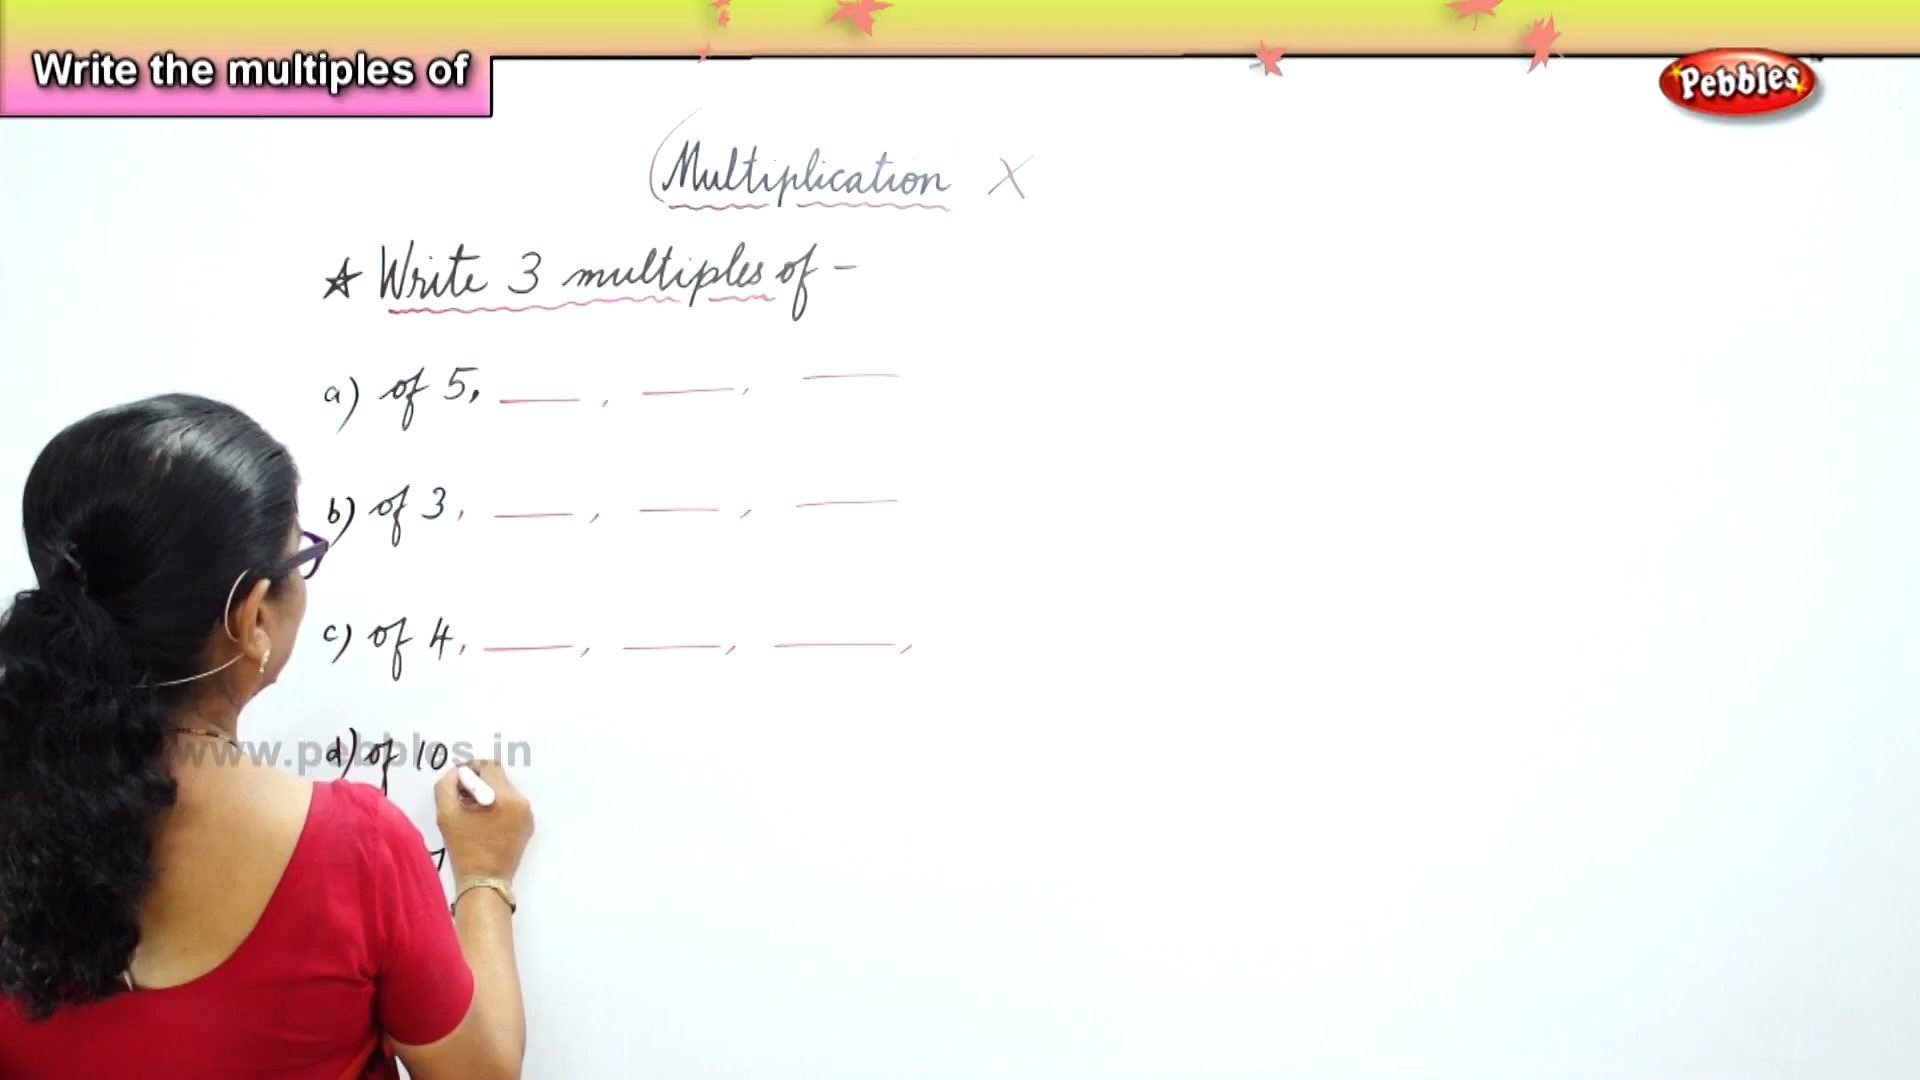 Write the multiples of
Pebbles
Multiplication X
☆ Write 3 multiples of -
a) of 5, ___ , ___ , ___
b) of 3, ___ , ___ , ___
c) of 4, ___ , ___ , ___ ,
d) of 10
www.pebbles.in